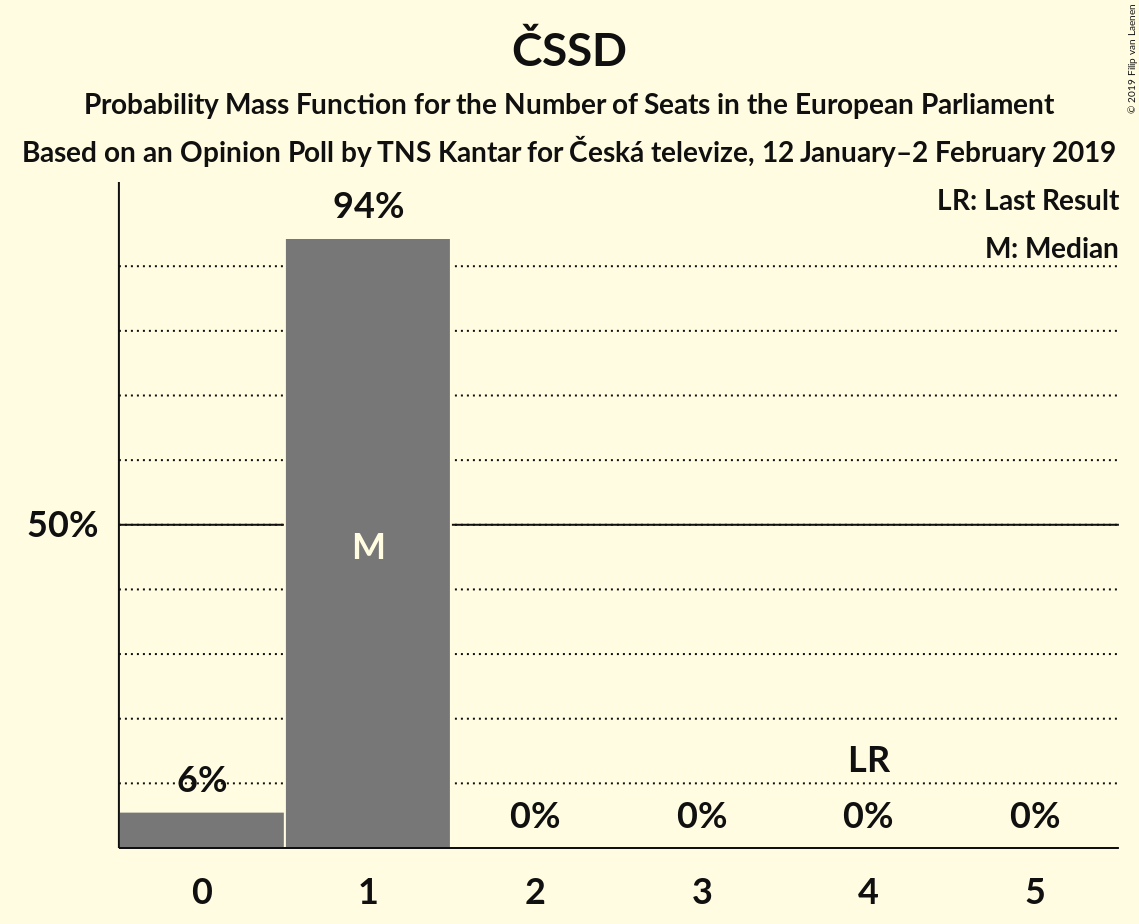 ČSSD
Probability Mass Function for the Number of Seats in the European Parliament
Based on an Opinion Poll by TNS Kantar for Česká televize, 12 January–2 February 2019
© 2019 Filip van Laenen
LR: Last Result
M: Median
94%
50%
M
6%
LR
0% 0% 0% 0%
0 1 2 3 4 5